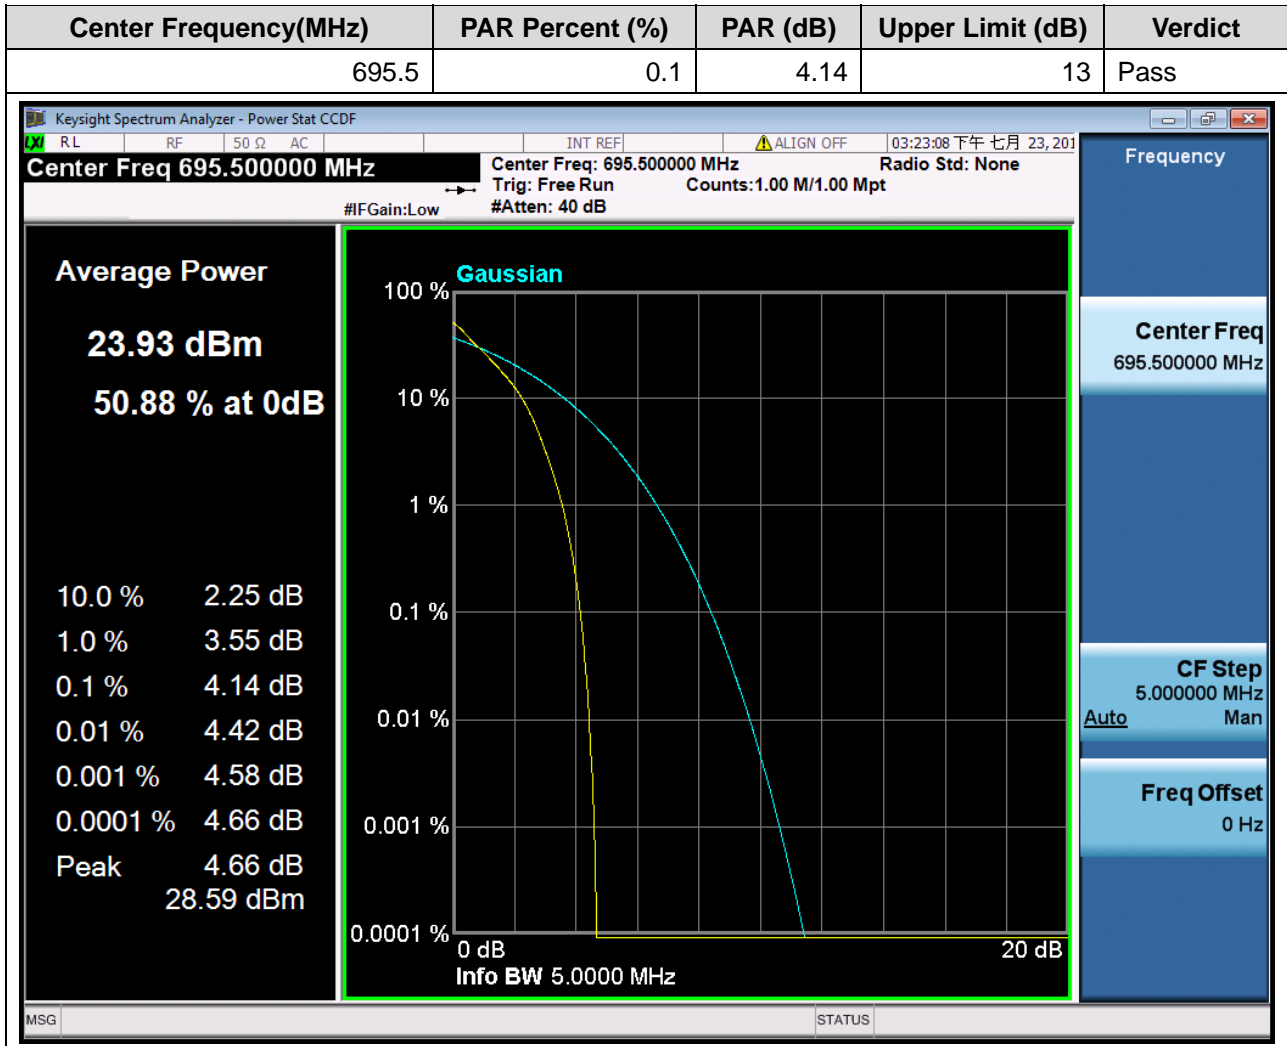 Center Frequency(MHz) PAR Percent (%) PAR (dB) Upper Limit (dB) Verdict
695.5 0.1 4.14 13 Pass
Keysight Spectrum Analyzer - Power Stat CCDF
LXI RL RF 50 Ω AC INT REF ALIGN OFF 03:23:08 下午 七月 23, 201
Center Freq 695.500000 MHz
#IFGain:Low
Center Freq: 695.500000 MHz Radio Std: None
Trig: Free Run Counts:1.00 M/1.00 Mpt
#Atten: 40 dB
Average Power
23.93 dBm
50.88 % at 0dB
10.0 % 2.25 dB
1.0 % 3.55 dB
0.1 % 4.14 dB
0.01 % 4.42 dB
0.001 % 4.58 dB
0.0001 % 4.66 dB
Peak 4.66 dB
28.59 dBm
Gaussian
100 %
10 %
1 %
0.1 %
0.01 %
0.001 %
0.0001 %
0 dB 20 dB
Info BW 5.0000 MHz
Frequency
Center Freq
695.500000 MHz
CF Step
5.000000 MHz
Auto Man
Freq Offset
0 Hz
MSG STATUS